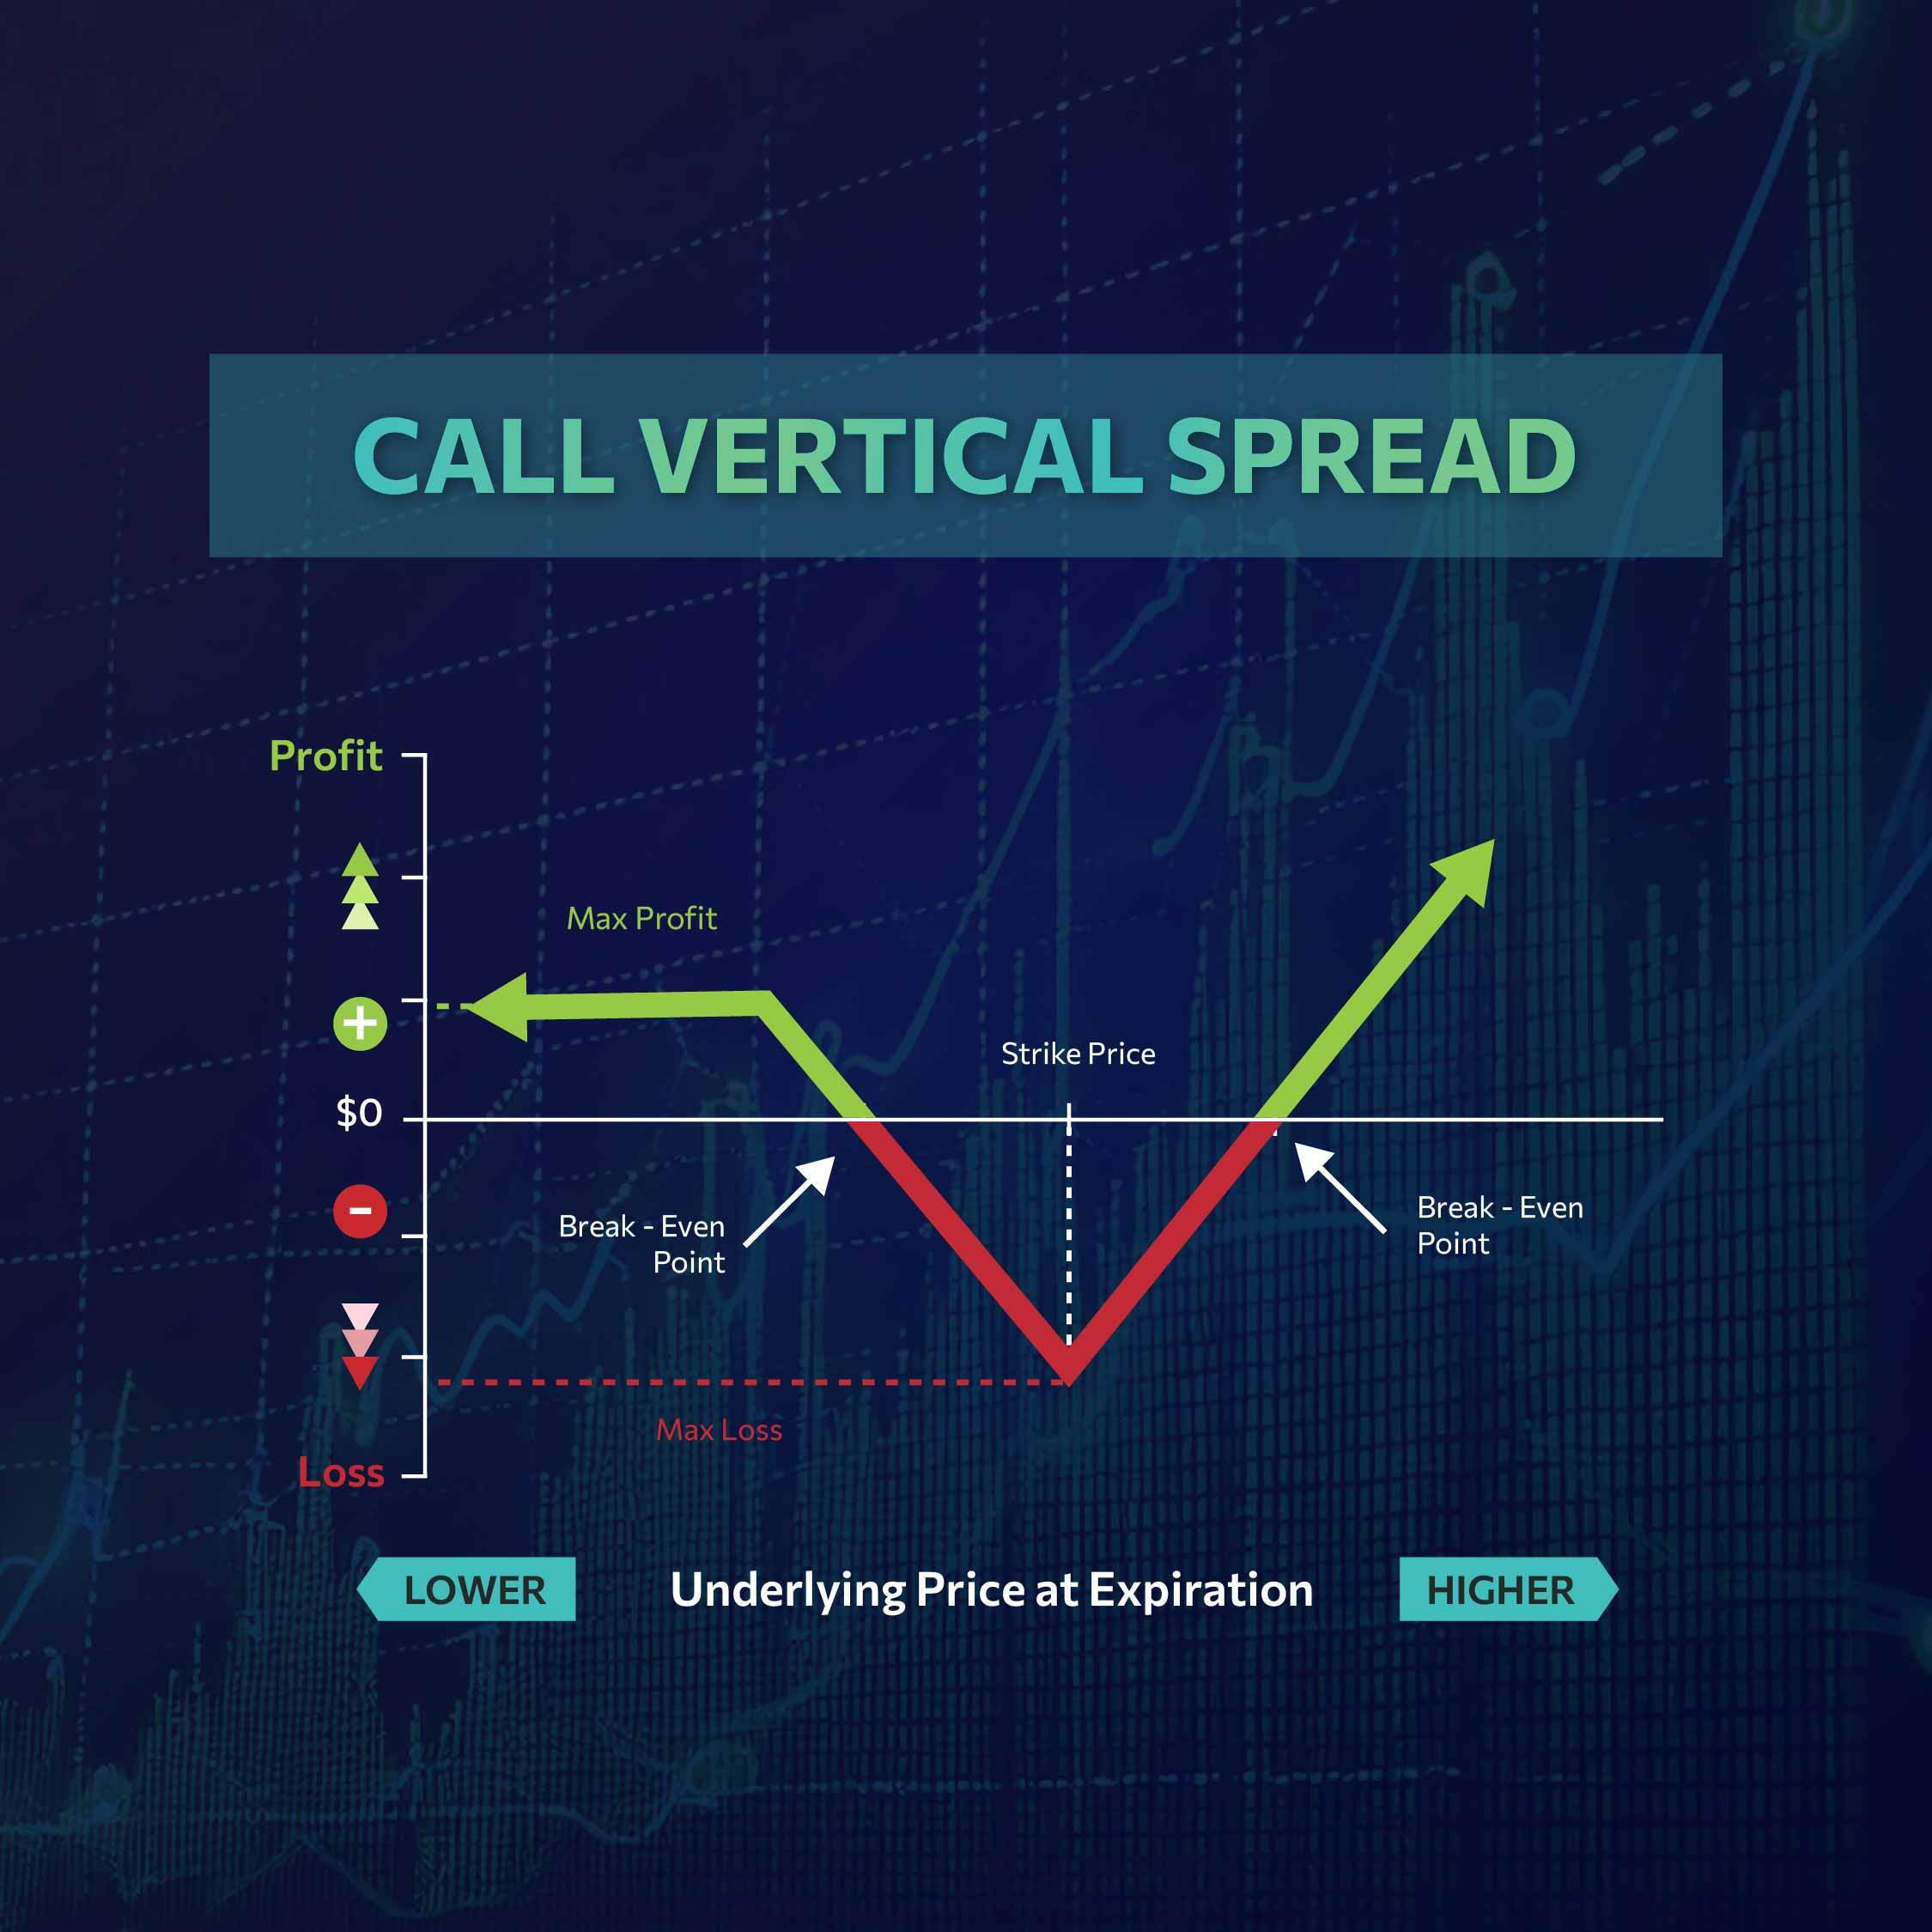 CALL VERTICAL SPREAD
Profit
Max Profit
+
Strike Price
$0
-
Break - Even
Point
Break - Even
Point
Max Loss
Loss
LOWER
Underlying Price at Expiration
HIGHER